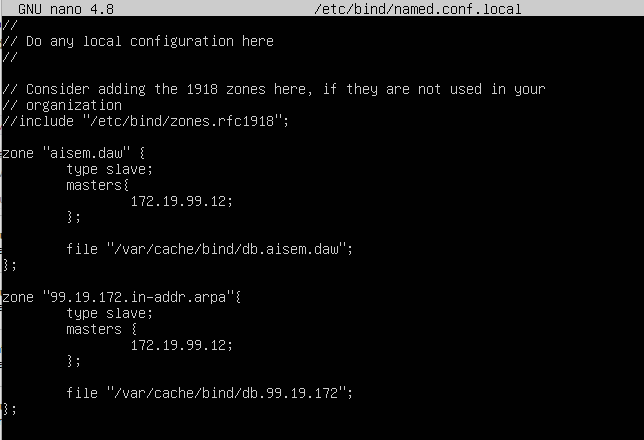 GNU nano 4.8 /etc/bind/named.conf.local
//
// Do any local configuration here
//
// Consider adding the 1918 zones here, if they are not used in your
// organization
//include "/etc/bind/zones.rfc1918";
zone "aisem.daw" {
type slave;
masters{
172.19.99.12;
};
file "/var/cache/bind/db.aisem.daw";
};
zone "99.19.172.in-addr.arpa"{
type slave;
masters {
172.19.99.12;
};
file "/var/cache/bind/db.99.19.172";
};